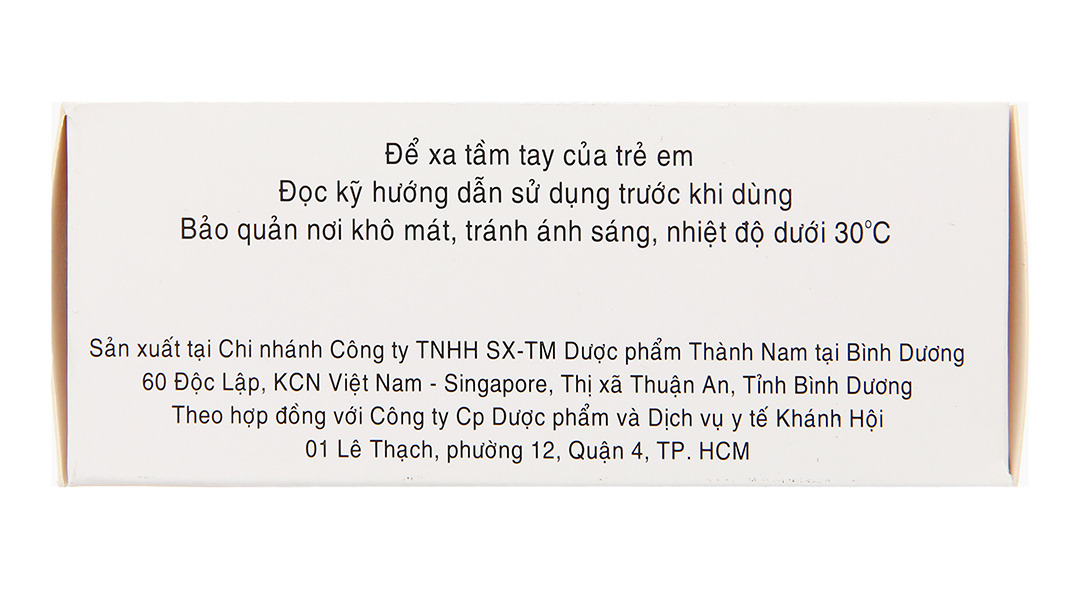 Để xa tầm tay của trẻ em
Đọc kỹ hướng dẫn sử dụng trước khi dùng
Bảo quản nơi khô mát, tránh ánh sáng, nhiệt độ dưới 30°C
Sản xuất tại Chi nhánh Công ty TNHH SX-TM Dược phẩm Thành Nam tại Bình Dương
60 Độc Lập, KCN Việt Nam - Singapore, Thị xã Thuận An, Tỉnh Bình Dương
Theo hợp đồng với Công ty Cp Dược phẩm và Dịch vụ y tế Khánh Hội
01 Lê Thạch, phường 12, Quận 4, TP. HCM